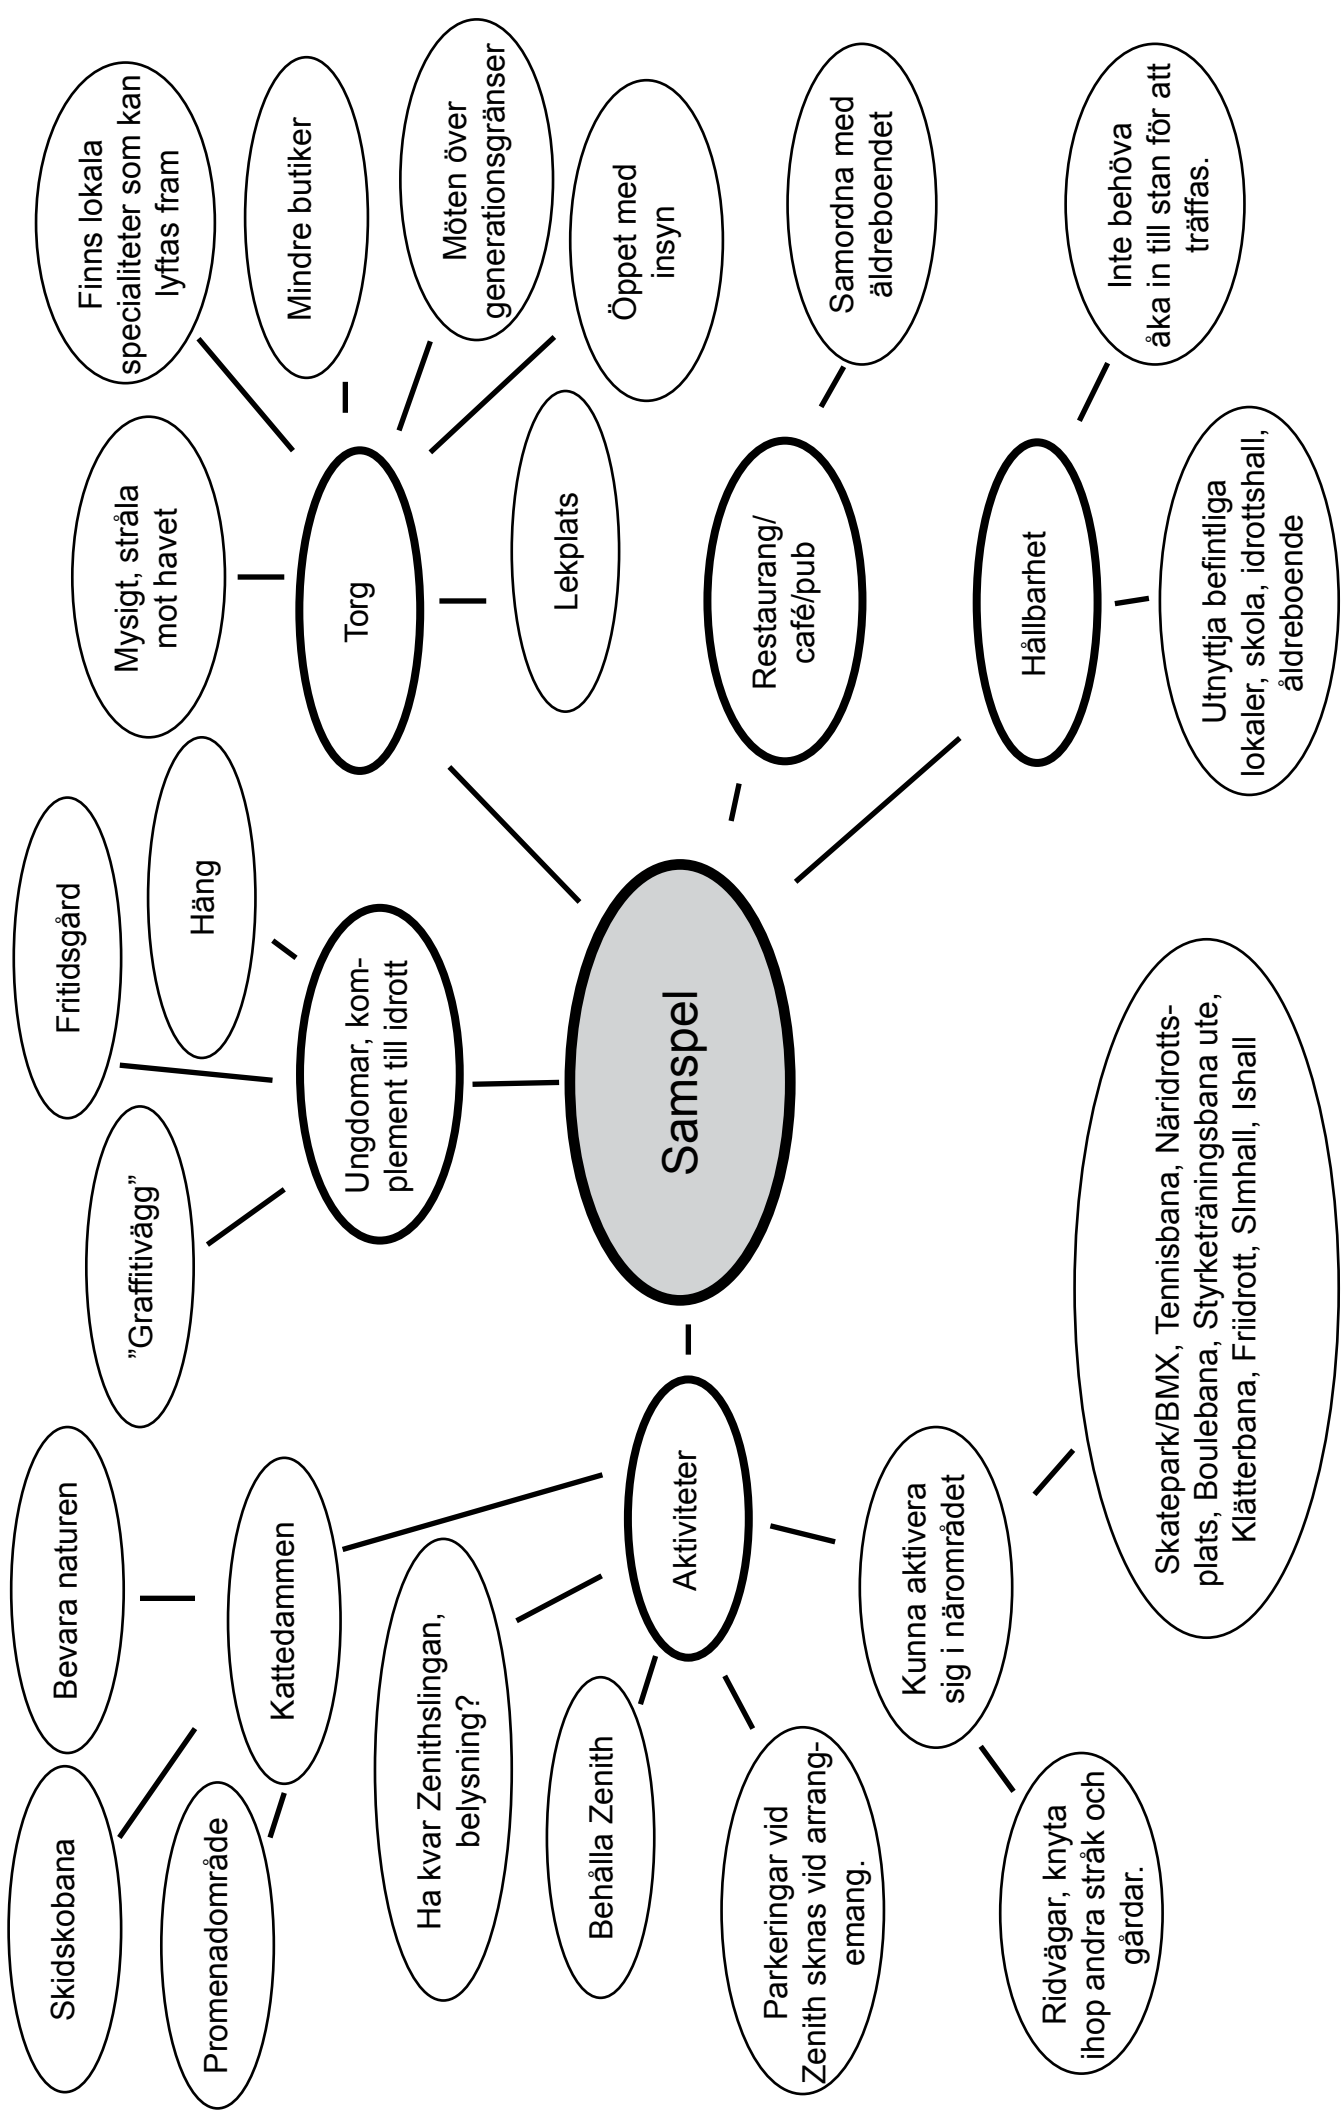 Skidskobana
Bevara naturen
Promenadområde
Kattedammen
Ha kvar Zenithslingan,
belysning?
Behålla Zenith
Parkeringar vid
Zenith sknas vid arrang-
emang.
Aktiviteter
Kunna aktivera
sig i närområdet
Ridvägar, knyta
ihop andra stråk och
gårdar.
Skatepark/BMX, Tennisbana, Näridrotts-
plats, Boulebana, Styrketräningsbana ute,
Klätterbana, Friidrott, SImhall, Ishall
"Graffitivägg"
Fritidsgård
Häng
Ungdomar, kom-
plement till idrott
Samspel
Mysigt, stråla
mot havet
Finns lokala
specialiteter som kan
lyftas fram
Mindre butiker
Möten över
generationsgränser
Öppet med
insyn
Torg
Lekplats
Restaurang/
café/pub
Samordna med
äldreboendet
Hållbarhet
Inte behöva
åka in till stan för att
träffas.
Utnyttja befintliga
lokaler, skola, idrottshall,
åldreboende